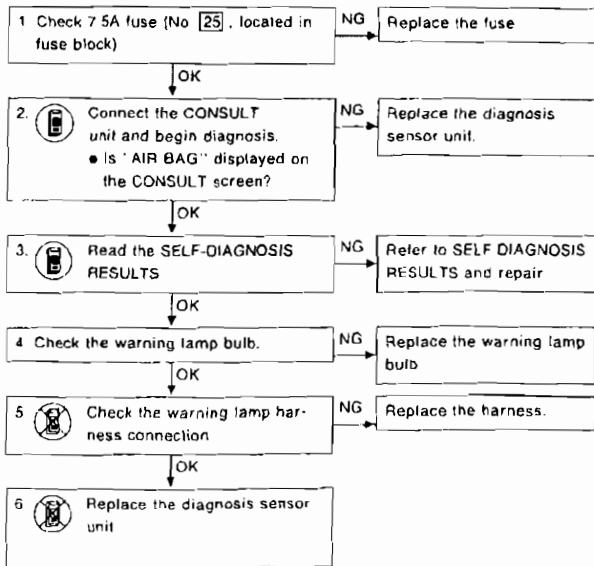 1 Check 7 5A fuse (No 25 , located in
fuse block)
NG
Replace the fuse
OK
2. Connect the CONSULT
unit and begin diagnosis.
● Is "AIR BAG" displayed on
the CONSULT screen?
NG
Replace the diagnosis
sensor unit.
OK
3. Read the SELF-DIAGNOSIS
RESULTS
NG
Refer to SELF DIAGNOSIS
RESULTS and repair
OK
4 Check the warning lamp bulb.
NG
Replace the warning lamp
bulb
OK
5 Check the warning lamp har-
ness connection
NG
Replace the harness.
OK
6 Replace the diagnosis sensor
unit